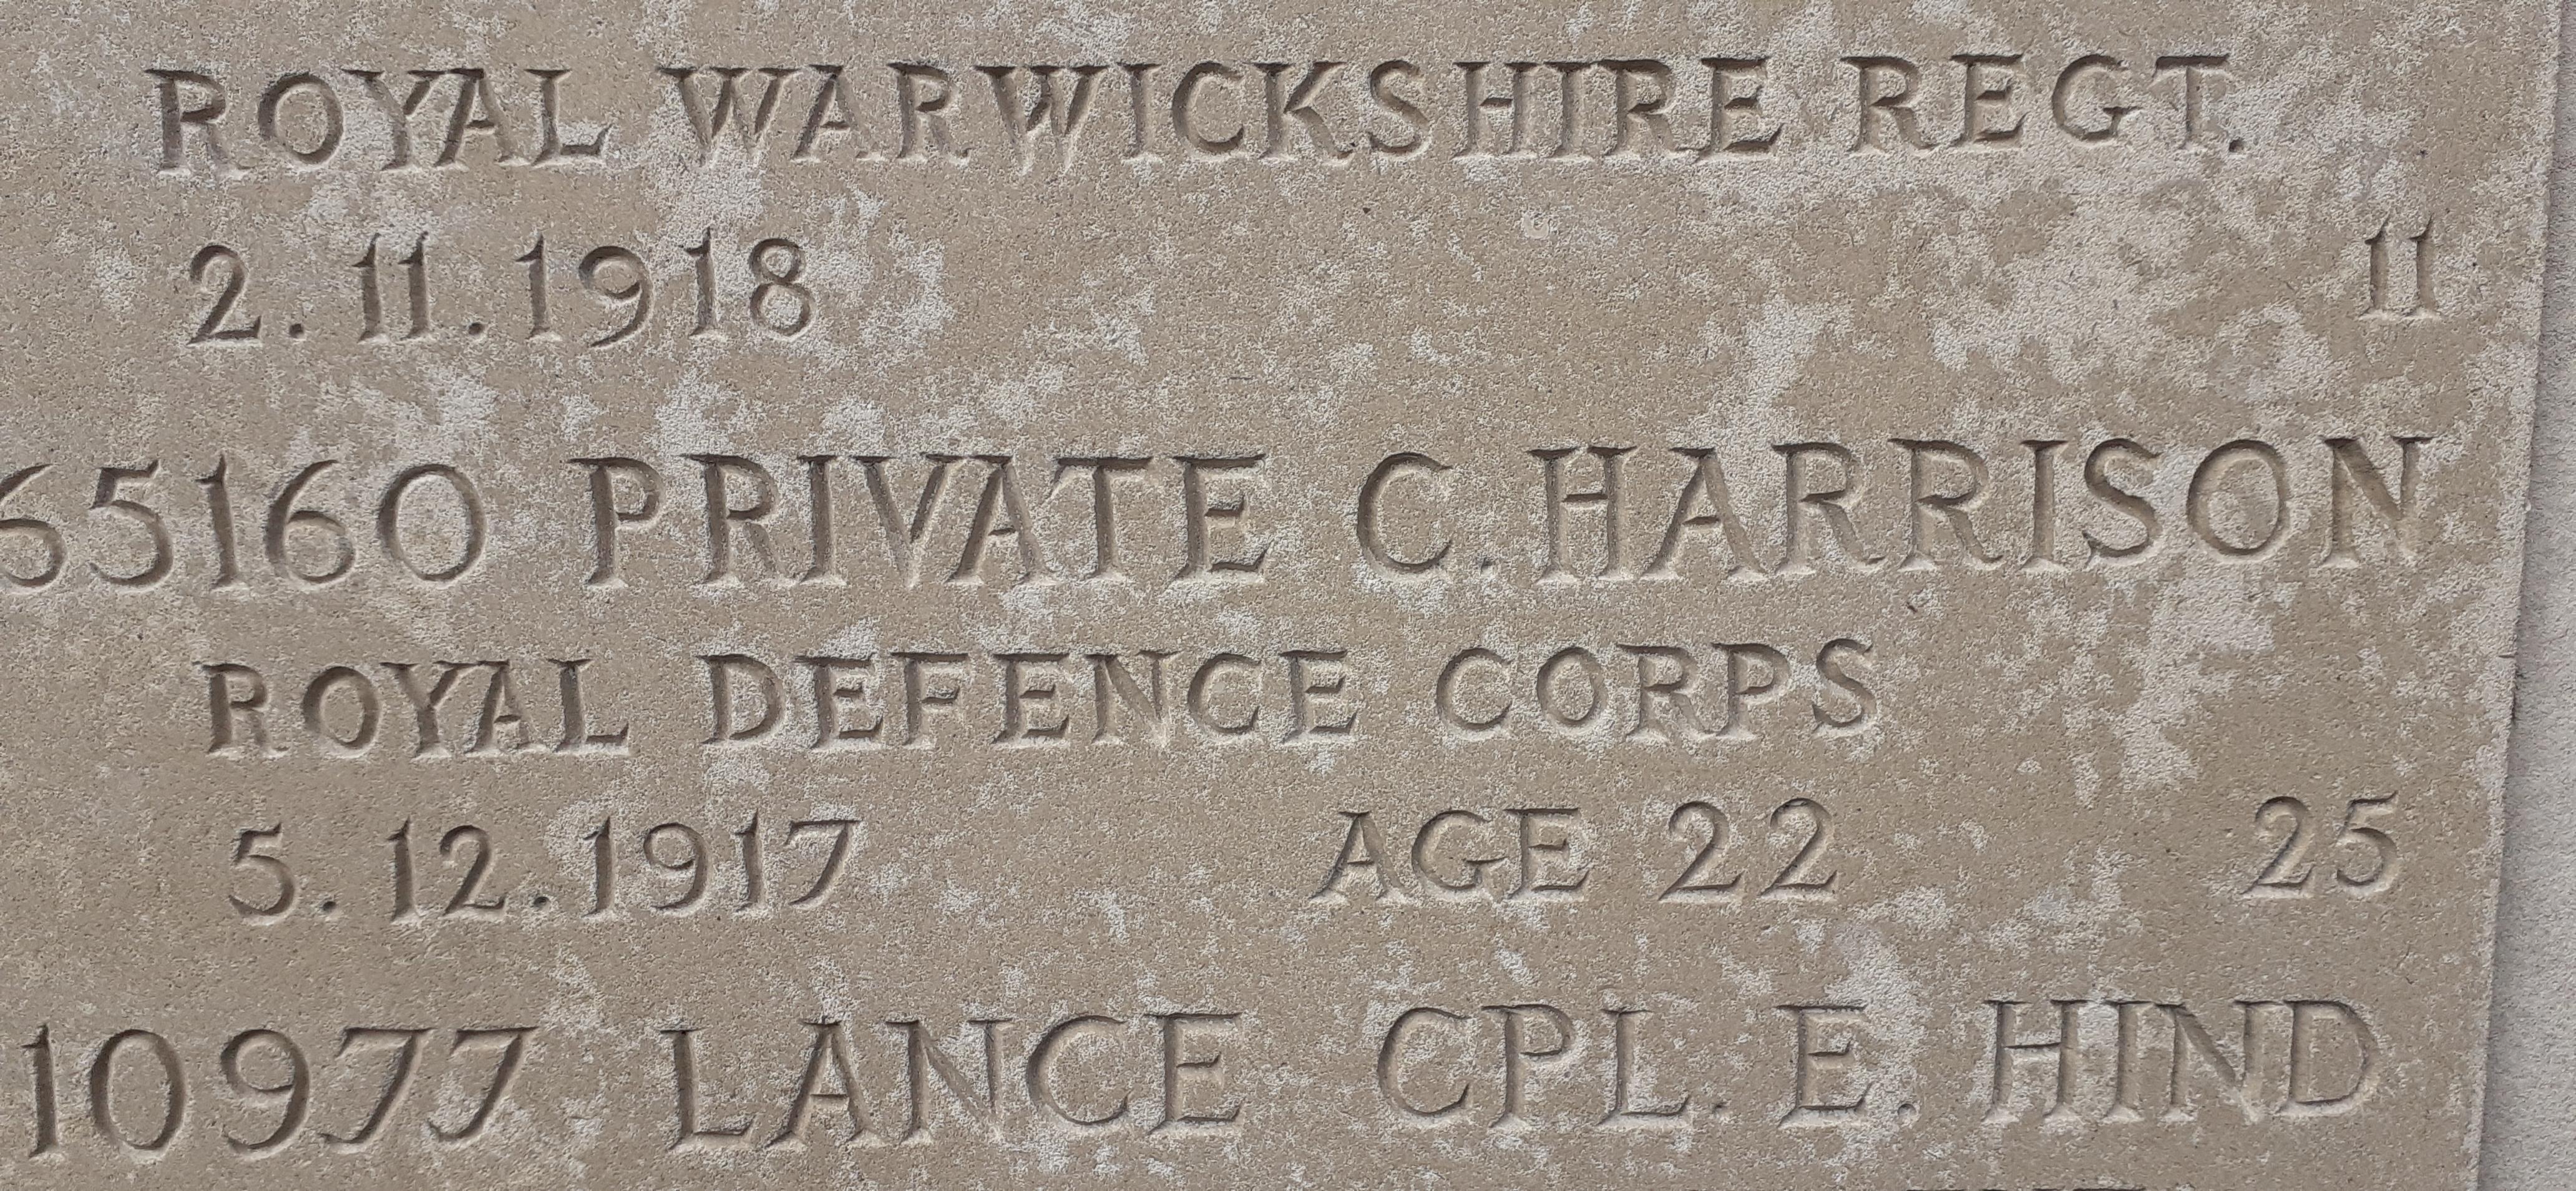 ROYAL WARWICKSHIRE REGT.
2.11.1918 11
65160 PRIVATE C.HARRISON
ROYAL DEFENCE CORPS
5.12.1917 AGE 22 25
10977 LANCE CPL. E. HIND